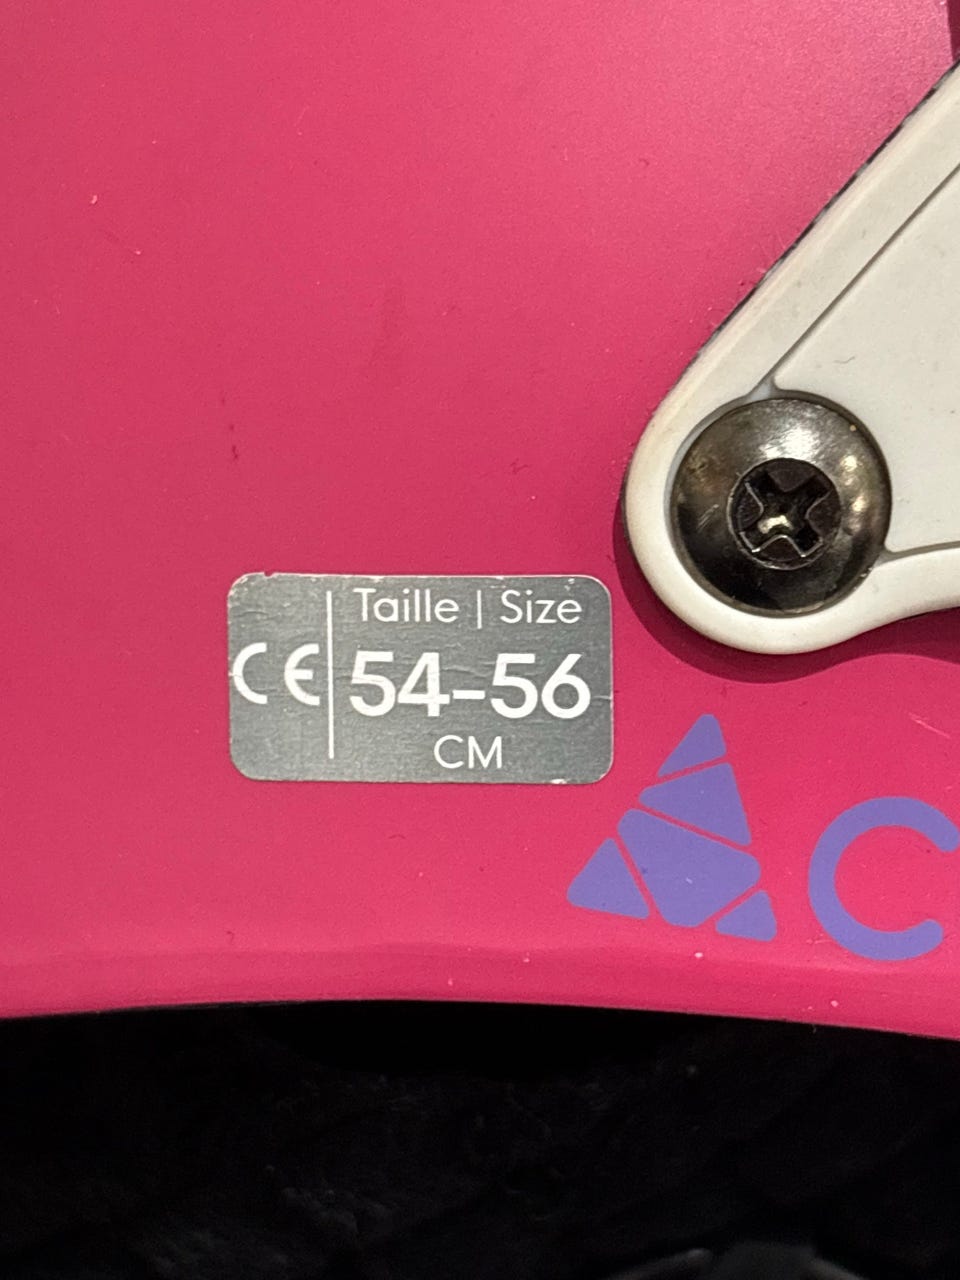 Taille | Size
CE 54-56
CM
C